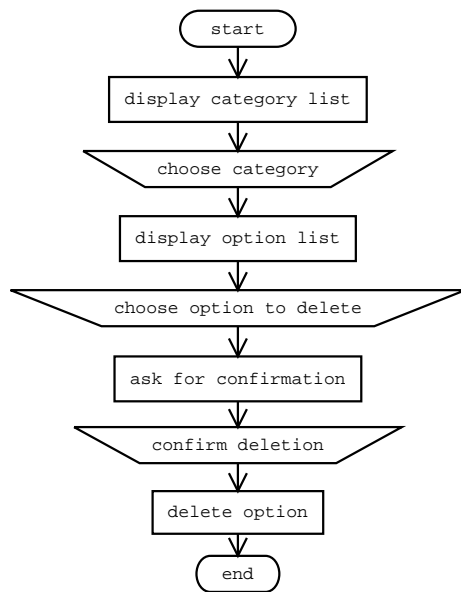 start
display category list
choose category
display option list
choose option to delete
ask for confirmation
confirm deletion
delete option
end